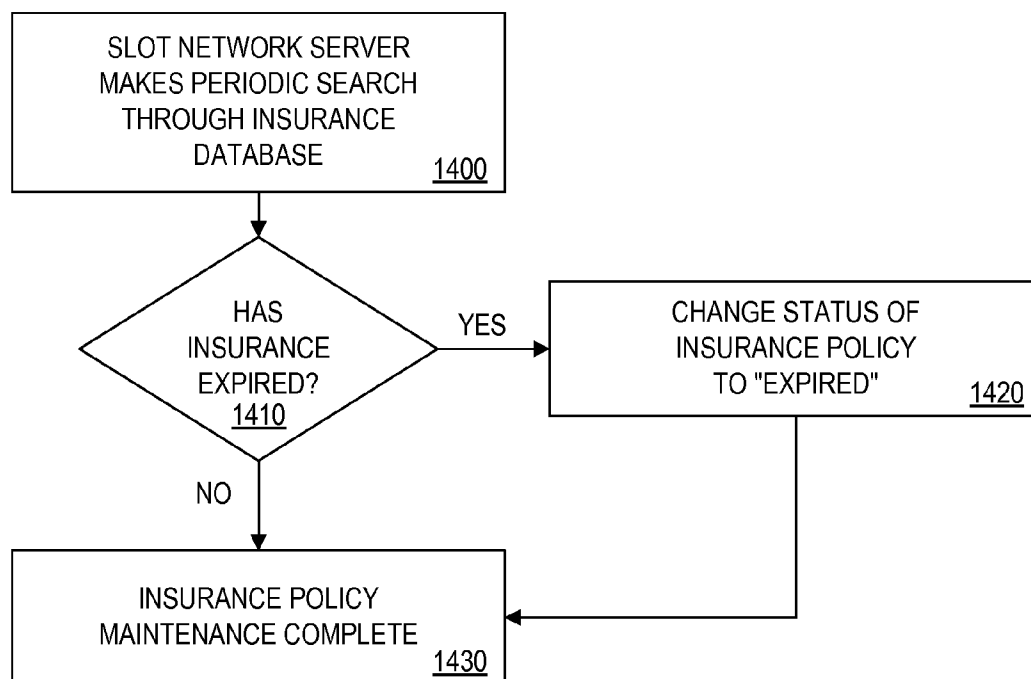 SLOT NETWORK SERVER
MAKES PERIODIC SEARCH
THROUGH INSURANCE
DATABASE
1400
HAS
INSURANCE
EXPIRED?
1410
YES
CHANGE STATUS OF
INSURANCE POLICY
TO "EXPIRED"
1420
NO
INSURANCE POLICY
MAINTENANCE COMPLETE
1430